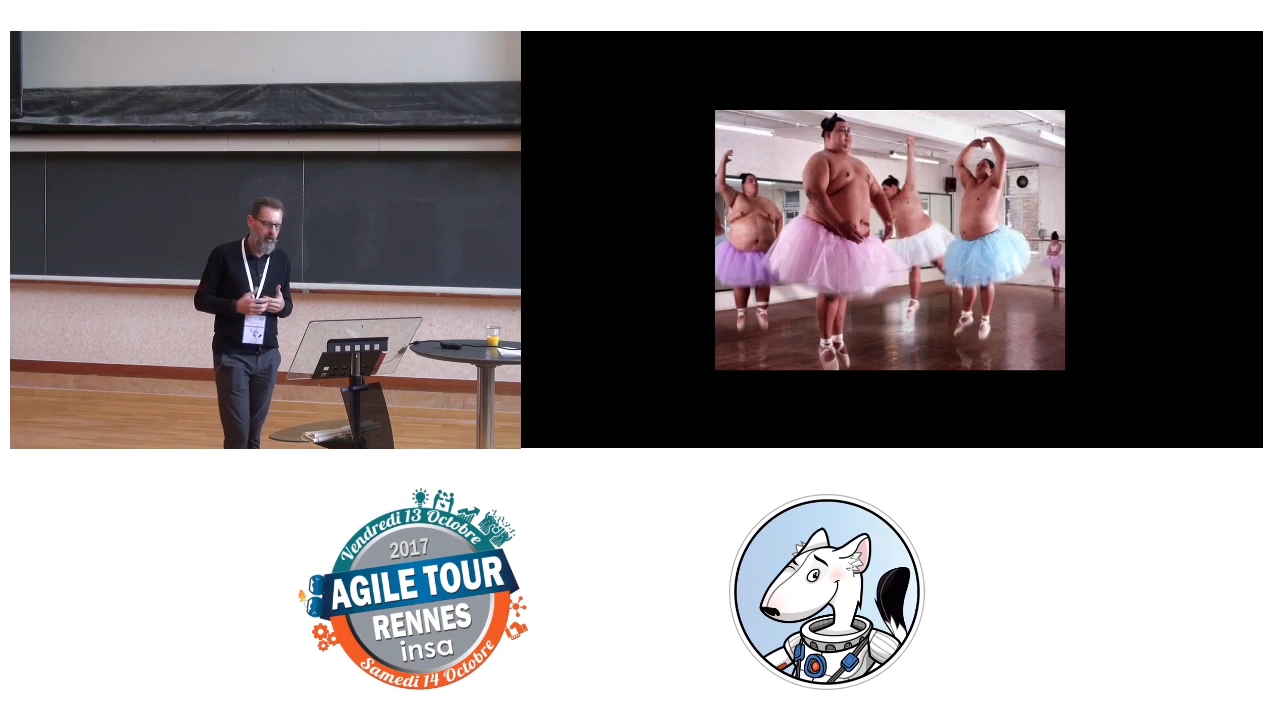 Vendredi 13 Octobre
2017
AGILE TOUR
RENNES
insa
Samedi 14 Octobre